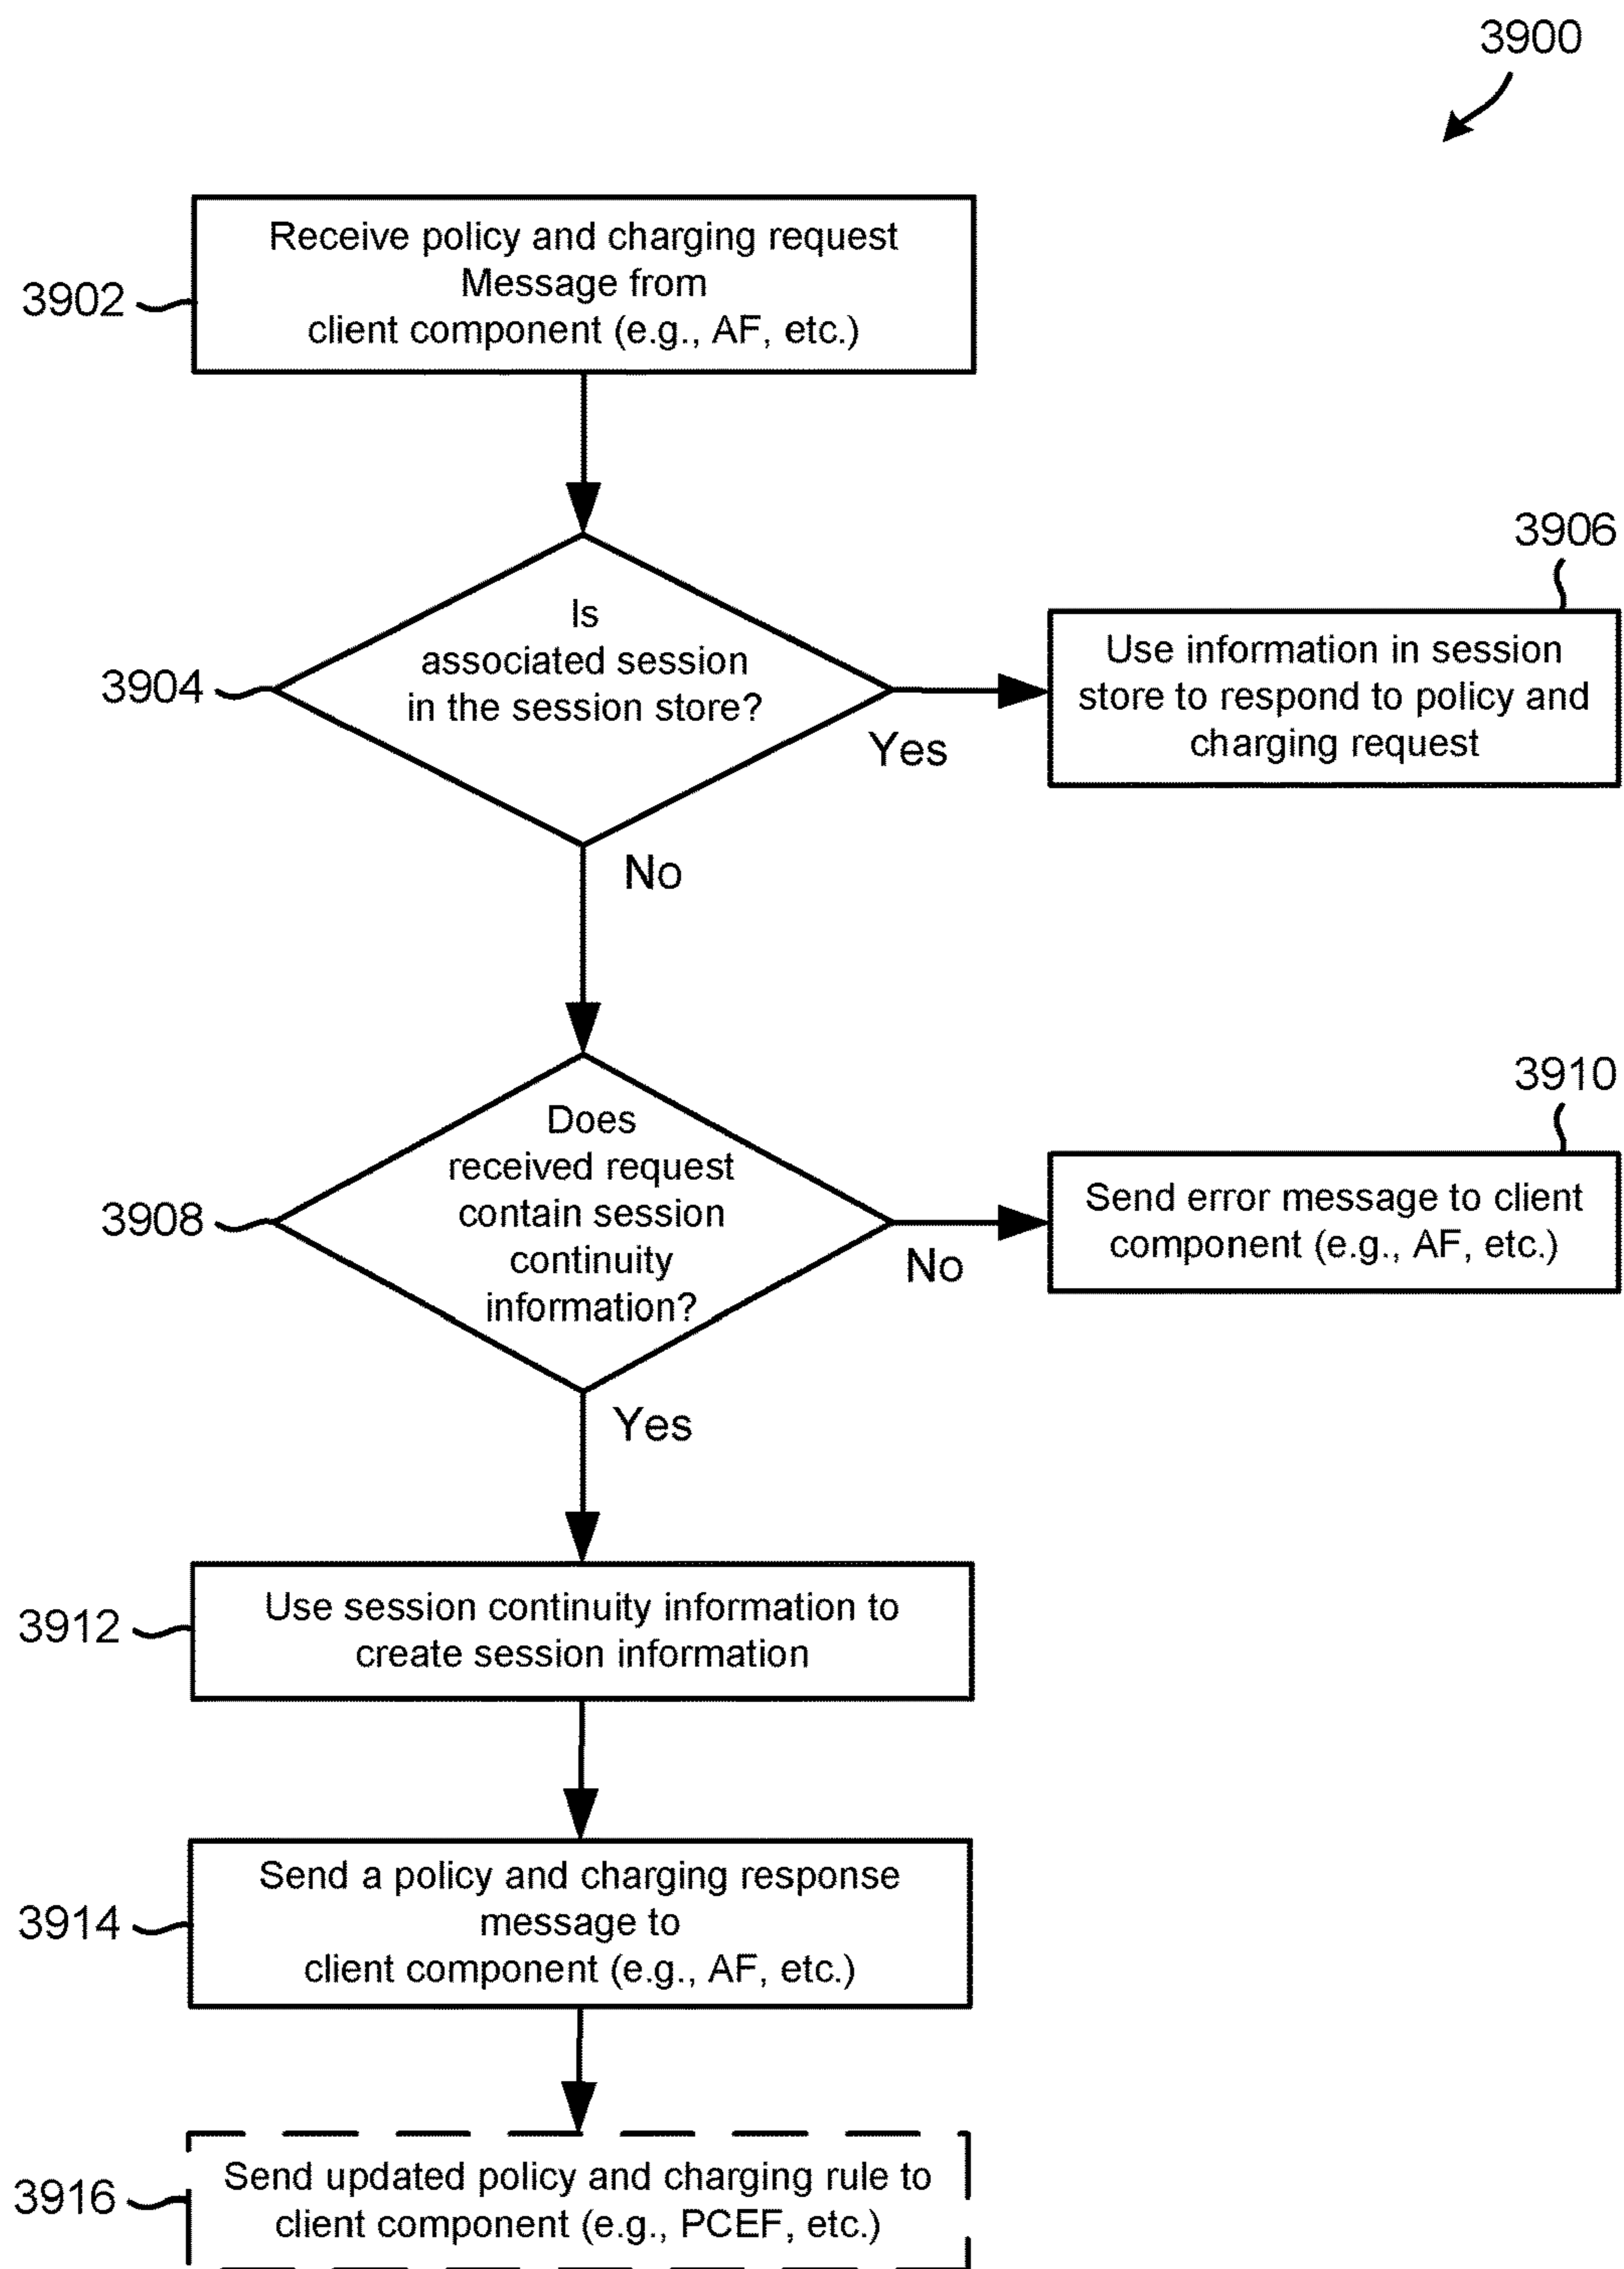 3900
Receive policy and charging request
Message from
client component (e.g., AF, etc.)
3902
3906
Is
associated session
in the session store?
3904
Use information in session
store to respond to policy and
charging request
Yes
No
3910
Does
received request
contain session
continuity
information?
3908
Send error message to client
component (e.g., AF, etc.)
No
Yes
Use session continuity information to
create session information
3912
Send a policy and charging response
message to
client component (e.g., AF, etc.)
3914
Send updated policy and charging rule to
client component (e.g., PCEF, etc.)
3916